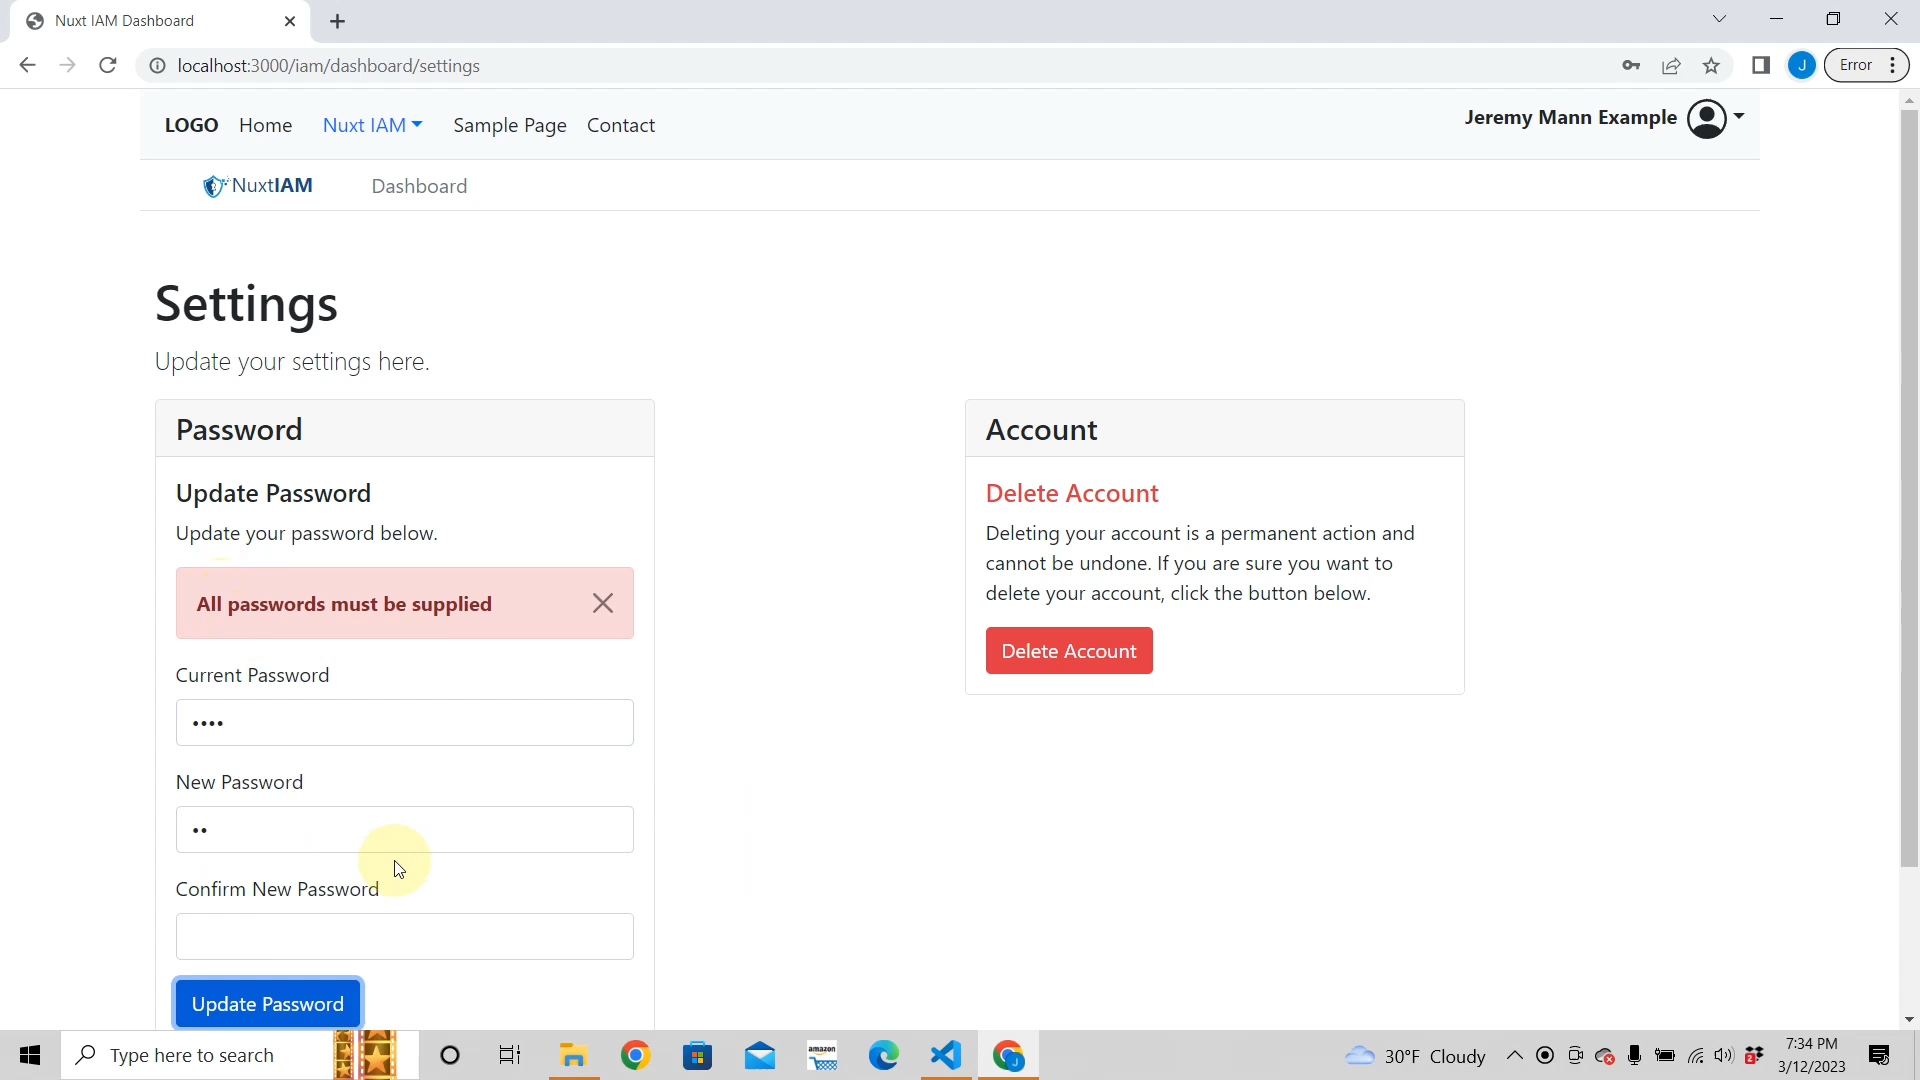 Nuxt IAM Dashboard
localhost:3000/iam/dashboard/settings
J
Error
LOGO
Home
Nuxt IAM
Sample Page
Contact
Jeremy Mann Example
NuxtIAM
Dashboard
Settings
Update your settings here.
Password
Update Password
Update your password below.
All passwords must be supplied
Current Password
New Password
Confirm New Password
Update Password
Account
Delete Account
Deleting your account is a permanent action and
cannot be undone. If you are sure you want to
delete your account, click the button below.
Delete Account
Type here to search
amazon
J
30°F Cloudy
2
7:34 PM
3/12/2023